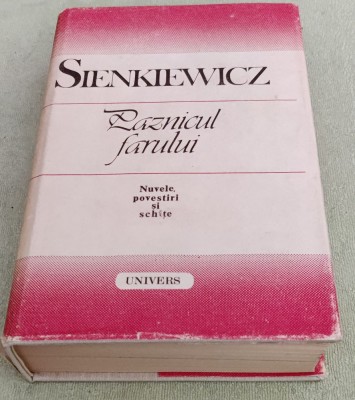 SIENKIEWICZ
Paznicul
farului
Nuvele,
povestiri
și
schițe
UNIVERS